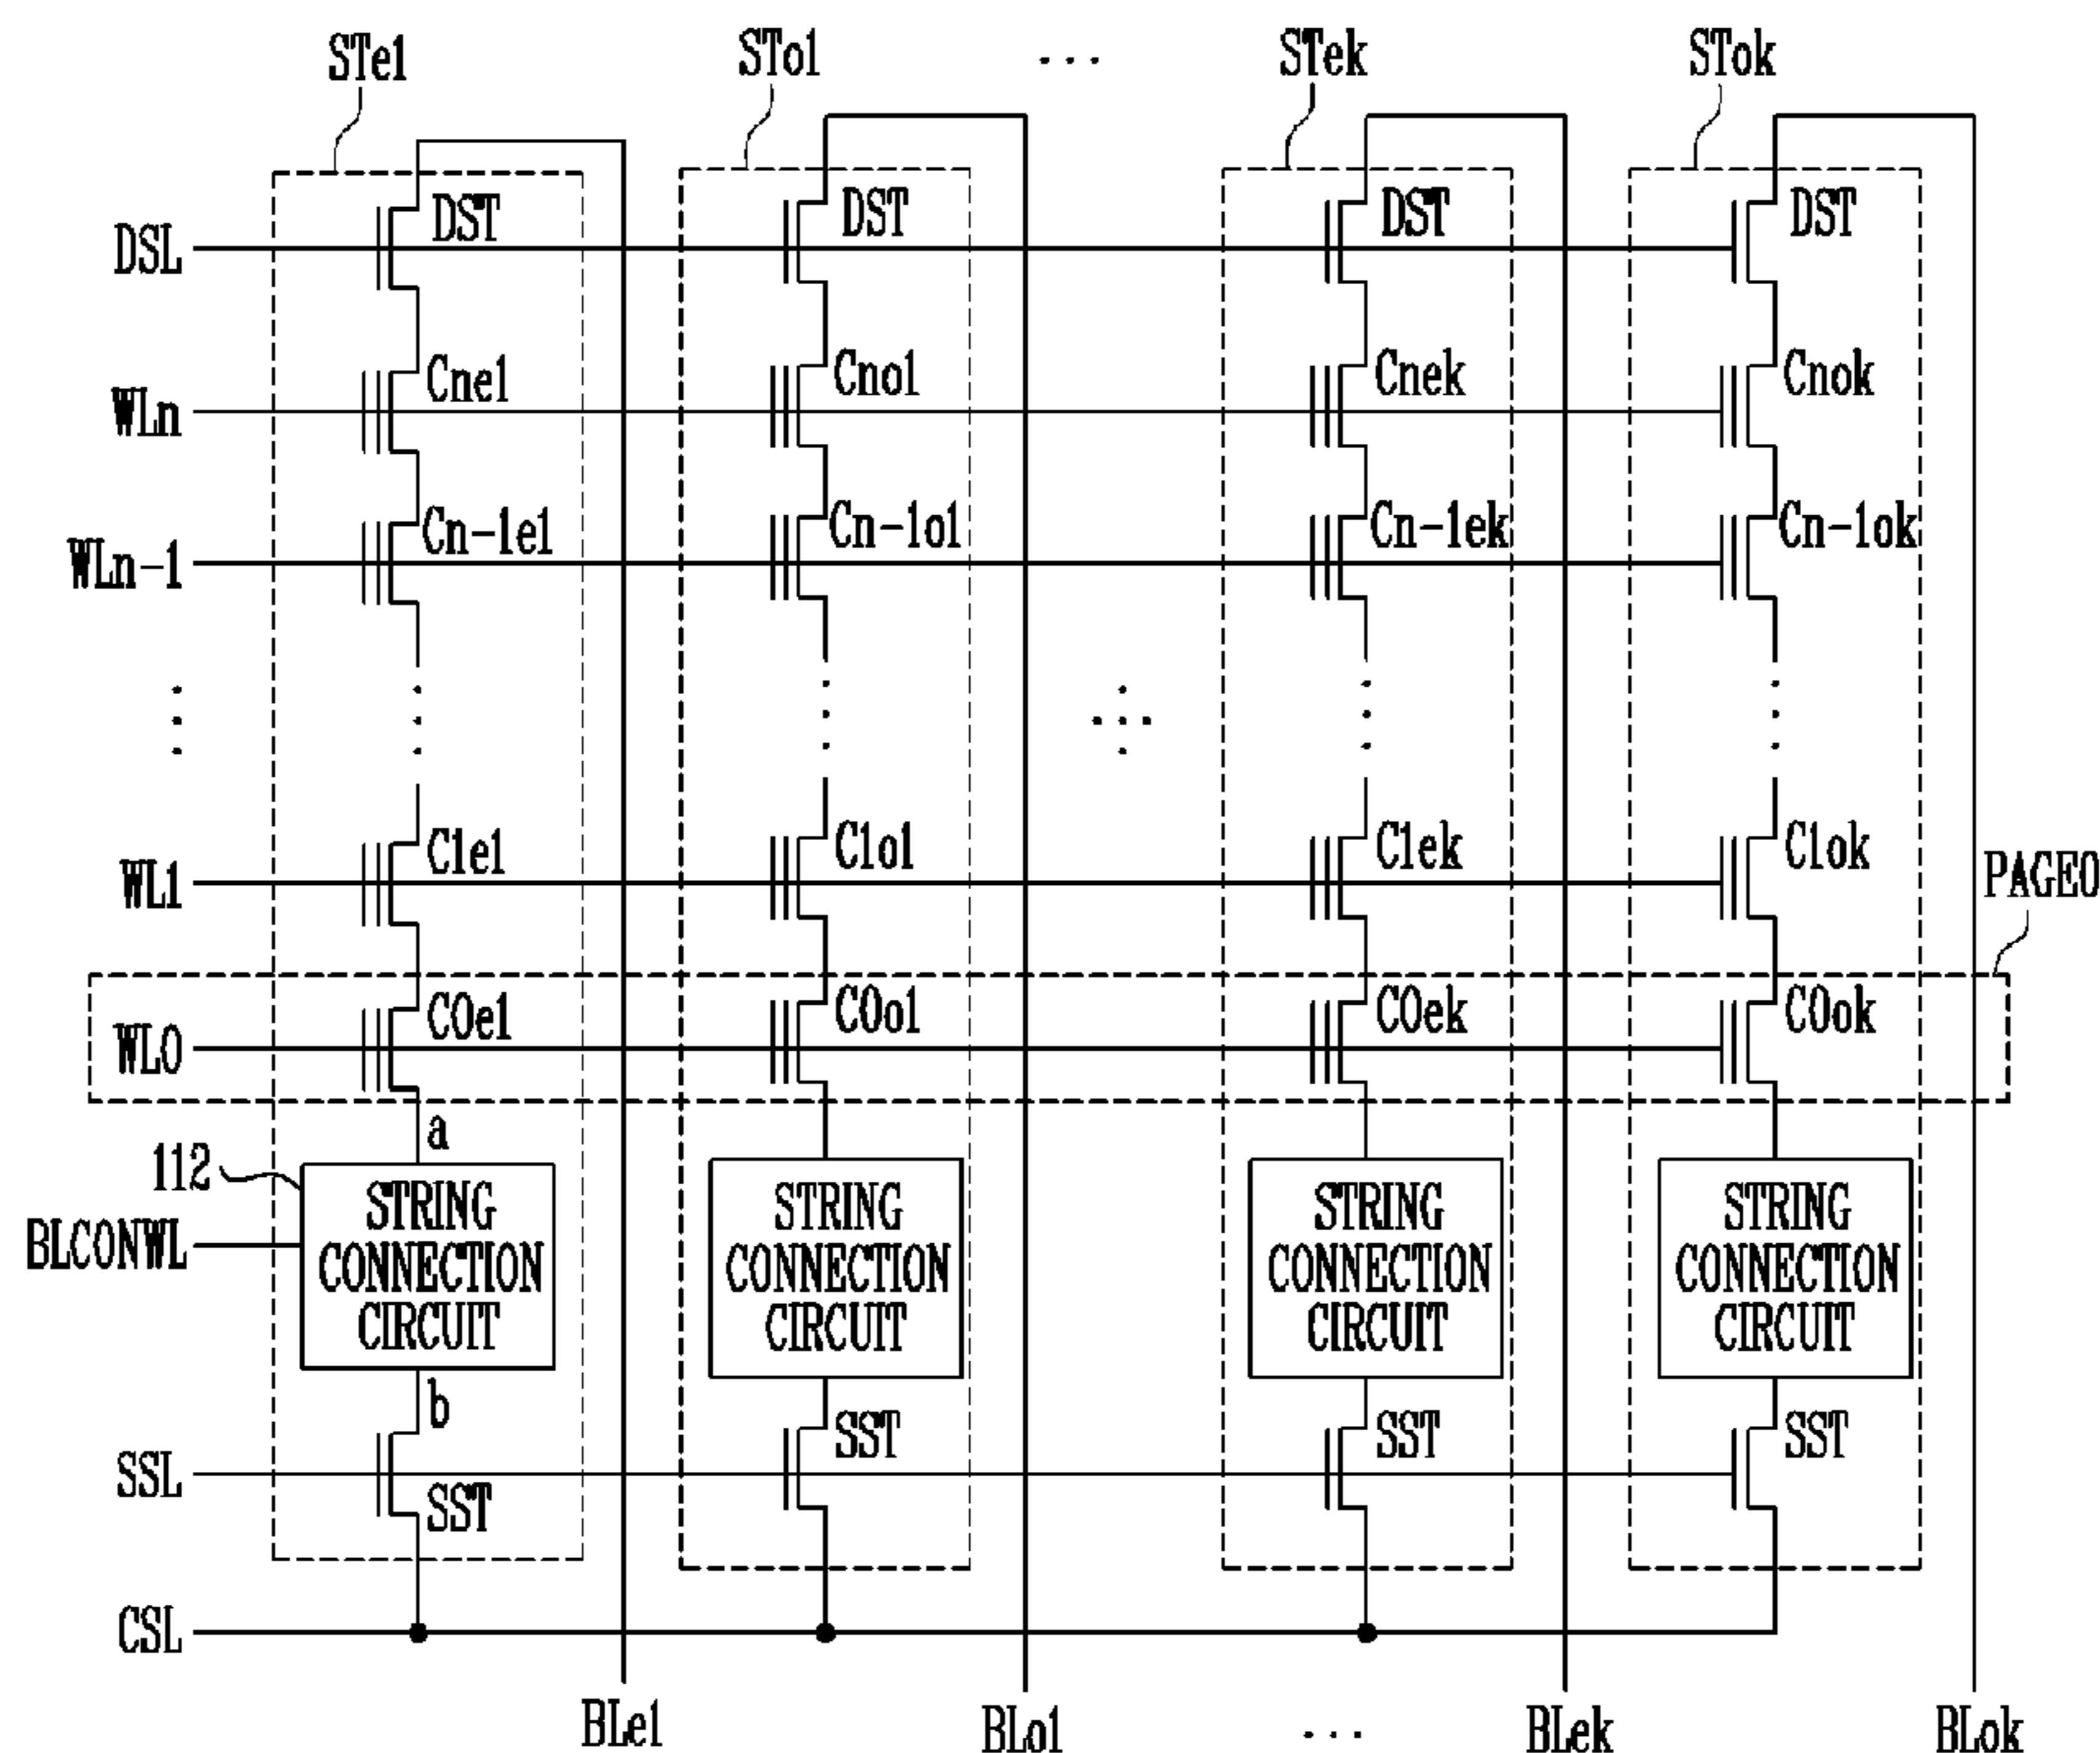 STe1 STo1 ... STek STok
DSL DST DST DST DST
WLn Cne1 Cno1 Cnek Cnok
WLn-1 Cn-1e1 Cn-1o1 Cn-1ek Cn-1ok
WL1 C1e1 C1o1 C1ek C1ok
PAGE0
WL0 C0e1 C0o1 C0ek C0ok
a
112
BLCONWL
STRING CONNECTION CIRCUIT
STRING CONNECTION CIRCUIT
STRING CONNECTION CIRCUIT
STRING CONNECTION CIRCUIT
b
SSL SST SST SST SST
CSL
BLe1 BLo1 ... BLek BLok